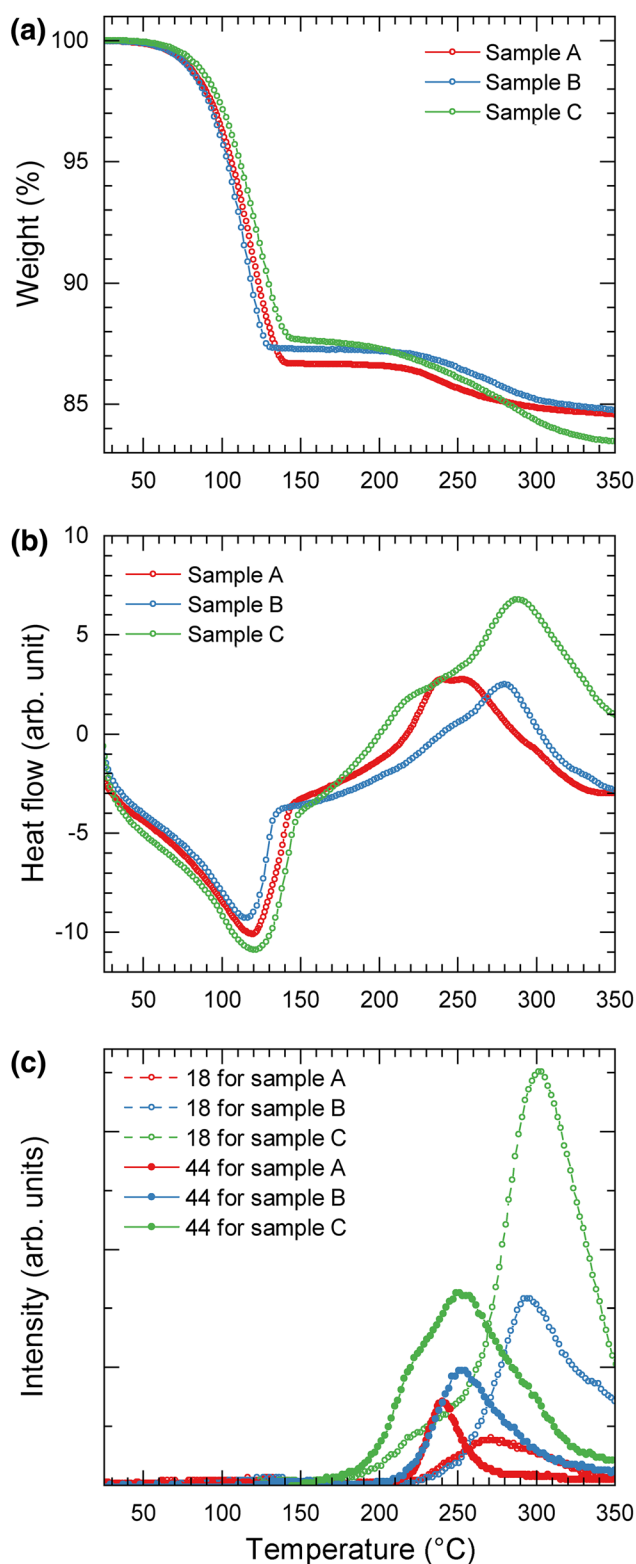 (a)
100
95
90
85
Weight (%)
Sample A
Sample B
Sample C
50 100 150 200 250 300 350
(b)
10
5
0
-5
-10
Heat flow (arb. unit)
Sample A
Sample B
Sample C
50 100 150 200 250 300 350
(c)
18 for sample A
18 for sample B
18 for sample C
44 for sample A
44 for sample B
44 for sample C
Intensity (arb. units)
50 100 150 200 250 300 350
Temperature (°C)